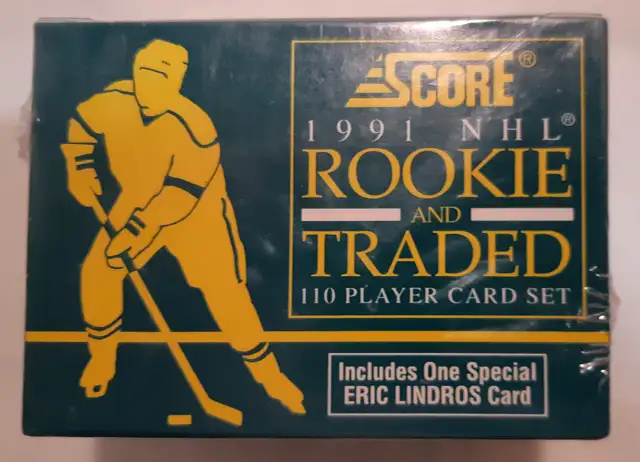 SCORE®
1991 NHL®
ROOKIE
AND
TRADED
110 PLAYER CARD SET
Includes One Special
ERIC LINDROS Card